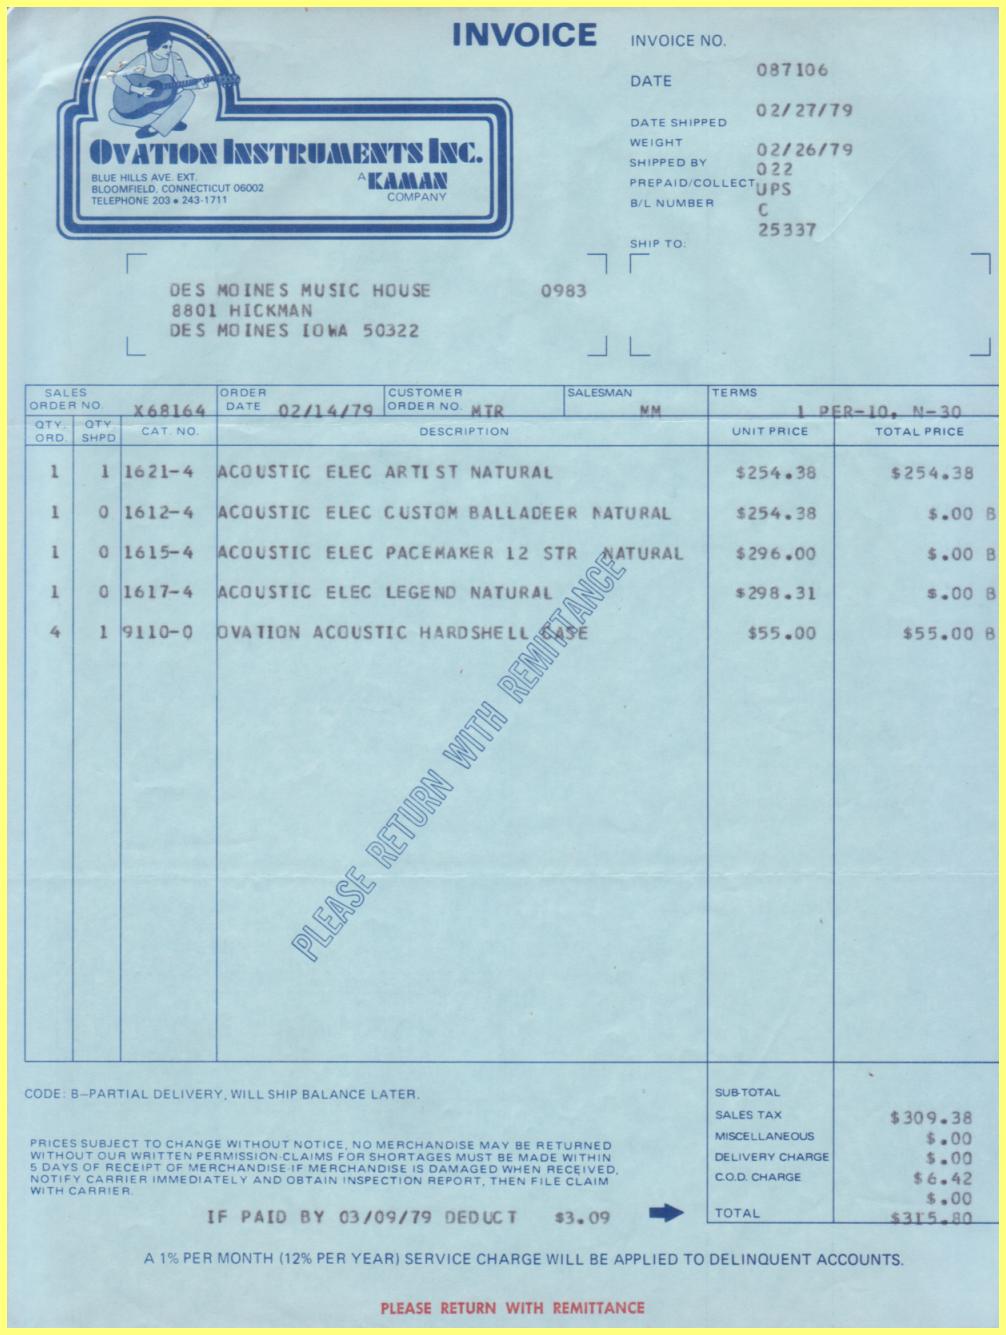 INVOICE
INVOICE NO.
087106
DATE
02/27/79
DATE SHIPPED
02/26/79
WEIGHT
022
SHIPPED BY
UPS
PREPAID/COLLECT
C
B/L NUMBER
25337
SHIP TO:
OVATION INSTRUMENTS INC.
BLUE HILLS AVE. EXT.
BLOOMFIELD, CONNECTICUT 06002
TELEPHONE 203 • 243-1711
A KAMAN
COMPANY
DES MOINES MUSIC HOUSE 0983
8801 HICKMAN
DES MOINES IOWA 50322
SALES ORDER NO. X68164 ORDER DATE 02/14/79 CUSTOMER ORDER NO. MTR SALESMAN MM TERMS 1 PER-10, N-30
QTY. ORD. QTY SHPD CAT. NO. DESCRIPTION UNIT PRICE TOTAL PRICE
1 1 1621-4 ACOUSTIC ELEC ARTIST NATURAL $254.38 $254.38
1 0 1612-4 ACOUSTIC ELEC CUSTOM BALLADEER NATURAL $254.38 $.00 B
1 0 1615-4 ACOUSTIC ELEC PACEMAKER 12 STR NATURAL $296.00 $.00 B
1 0 1617-4 ACOUSTIC ELEC LEGEND NATURAL $298.31 $.00 B
4 1 9110-0 OVATION ACOUSTIC HARDSHELL CASE $55.00 $55.00 B
PLEASE RETURN WITH REMITTANCE
CODE: B—PARTIAL DELIVERY, WILL SHIP BALANCE LATER.
PRICES SUBJECT TO CHANGE WITHOUT NOTICE, NO MERCHANDISE MAY BE RETURNED
WITHOUT OUR WRITTEN PERMISSION-CLAIMS FOR SHORTAGES MUST BE MADE WITHIN
5 DAYS OF RECEIPT OF MERCHANDISE-IF MERCHANDISE IS DAMAGED WHEN RECEIVED,
NOTIFY CARRIER IMMEDIATELY AND OBTAIN INSPECTION REPORT, THEN FILE CLAIM
WITH CARRIER.
IF PAID BY 03/09/79 DEDUCT $3.09
SUB-TOTAL
$309.38
SALES TAX
$.00
MISCELLANEOUS
$.00
DELIVERY CHARGE
$6.42
C.O.D. CHARGE
$.00
TOTAL
$315.80
A 1% PER MONTH (12% PER YEAR) SERVICE CHARGE WILL BE APPLIED TO DELINQUENT ACCOUNTS.
PLEASE RETURN WITH REMITTANCE